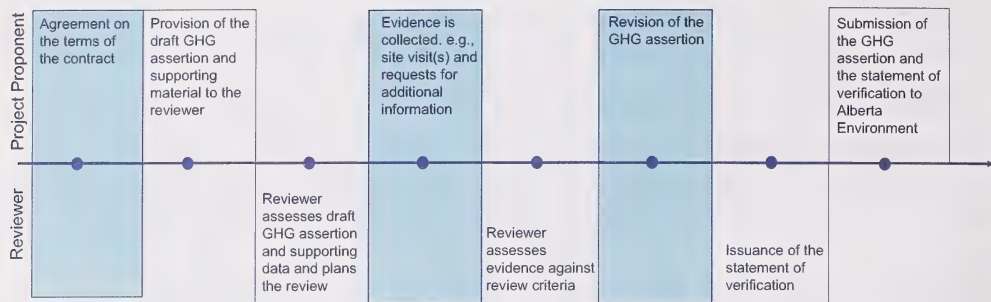 Project Proponent
Reviewer
Agreement on
the terms of
the contract
Provision of the
draft GHG
assertion and
supporting
material to the
reviewer
Reviewer
assesses draft
GHG assertion
and supporting
data and plans
the review
Evidence is
collected. e.g.,
site visit(s) and
requests for
additional
information
Reviewer
assesses
evidence against
review criteria
Revision of the
GHG assertion
Issuance of the
statement of
verification
Submission of
the GHG
assertion and
the statement of
verification to
Alberta
Environment